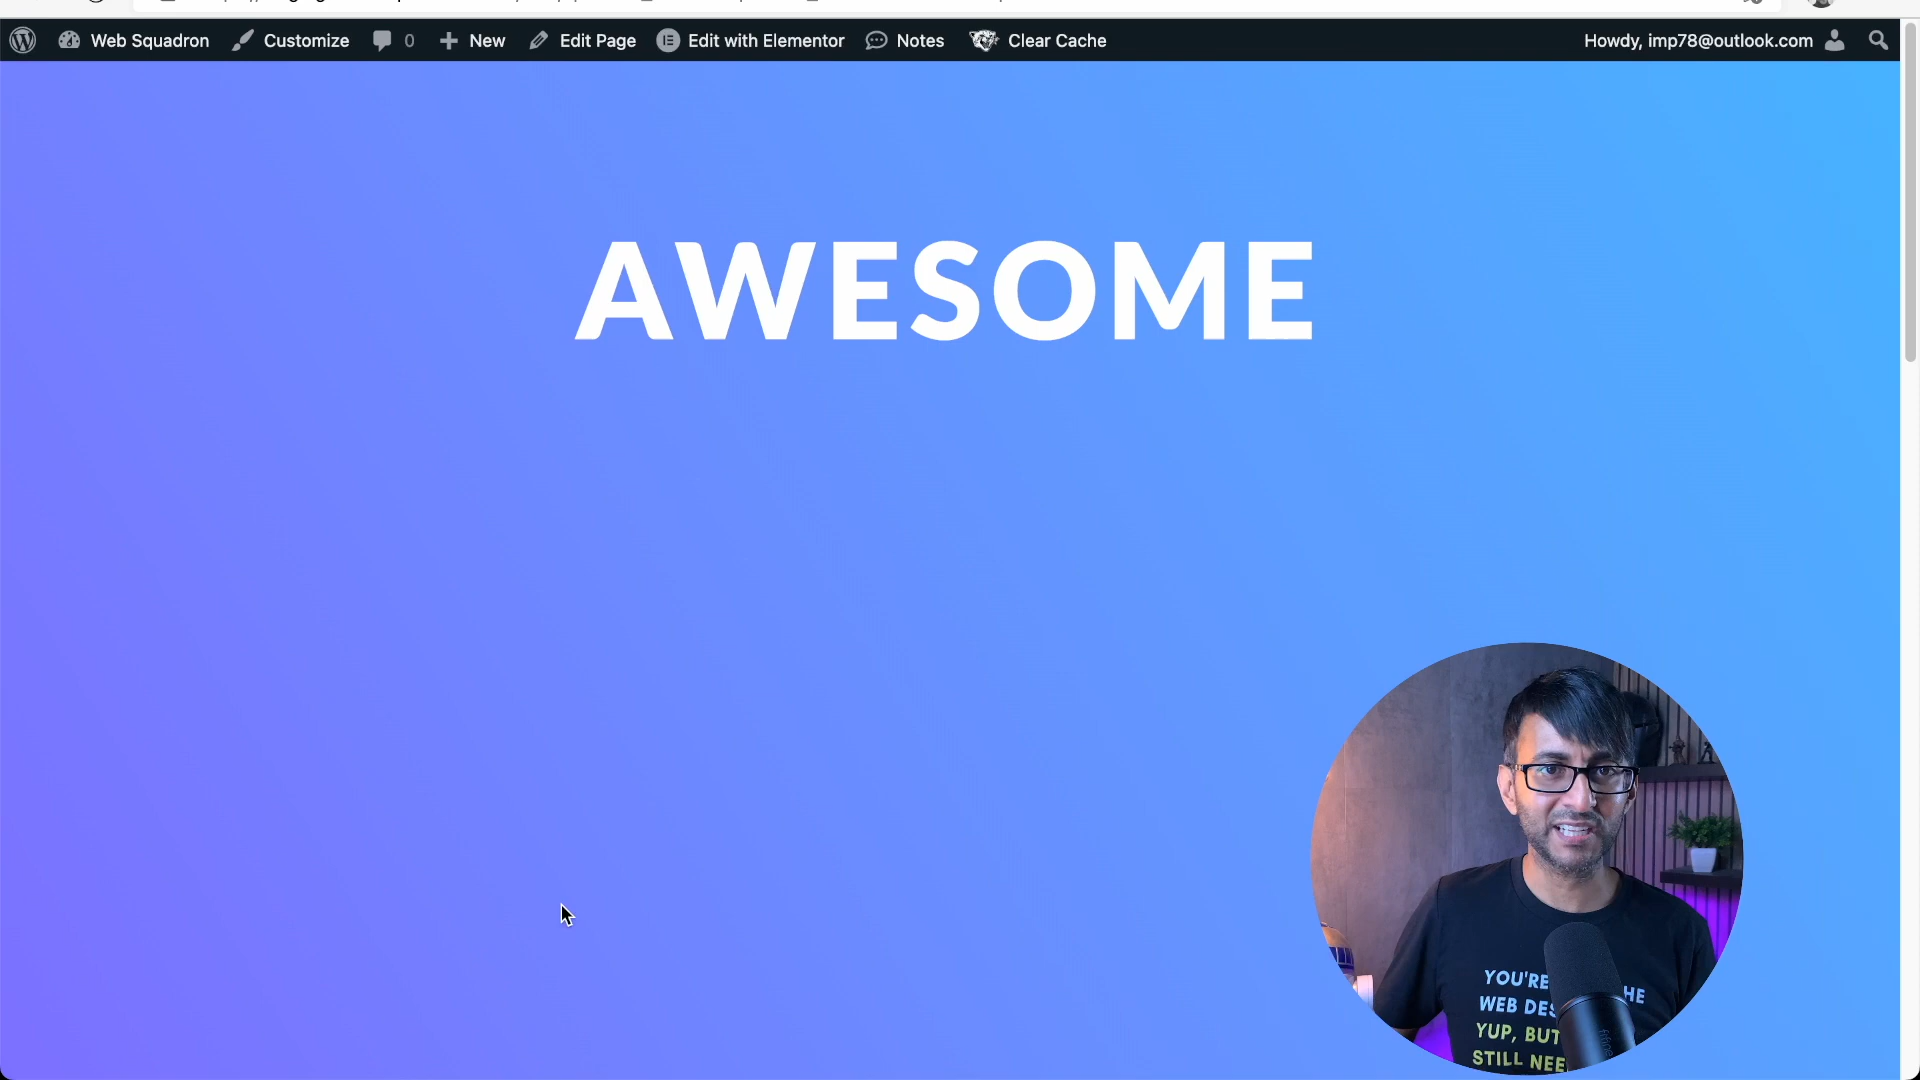 Web Squadron Customize 0 New Edit Page Edit with Elementor Notes Clear Cache Howdy, imp78@outlook.com
AWESOME
YOU'RE HE
WEB DES
YUP, BUT
STILL NEE